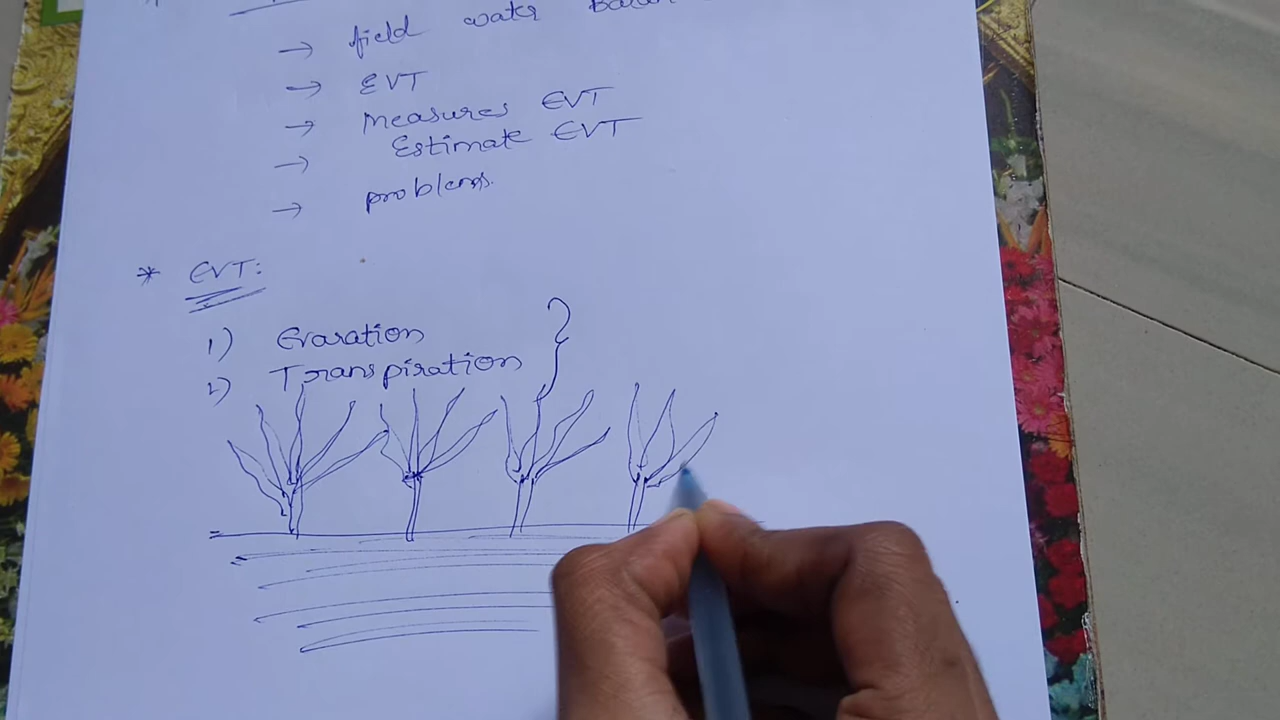 → field water
→ EVT
→ measures EVT
→ Estimate EVT
→ problems.
* EVT:
1) Evaration
2) Transpiration